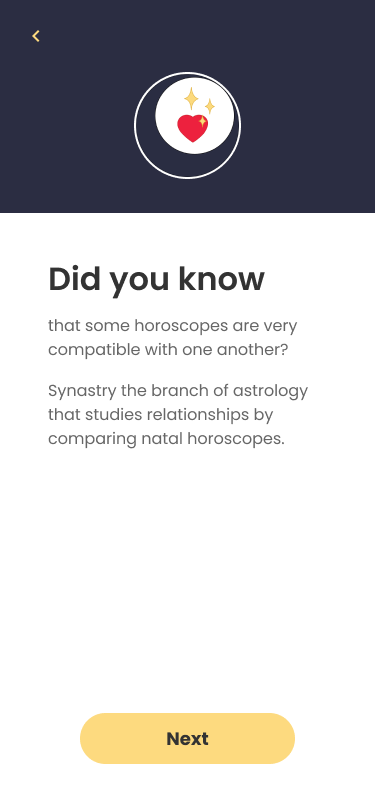 Did you know
that some horoscopes are very
compatible with one another?
Synastry the branch of astrology
that studies relationships by
comparing natal horoscopes.
Next